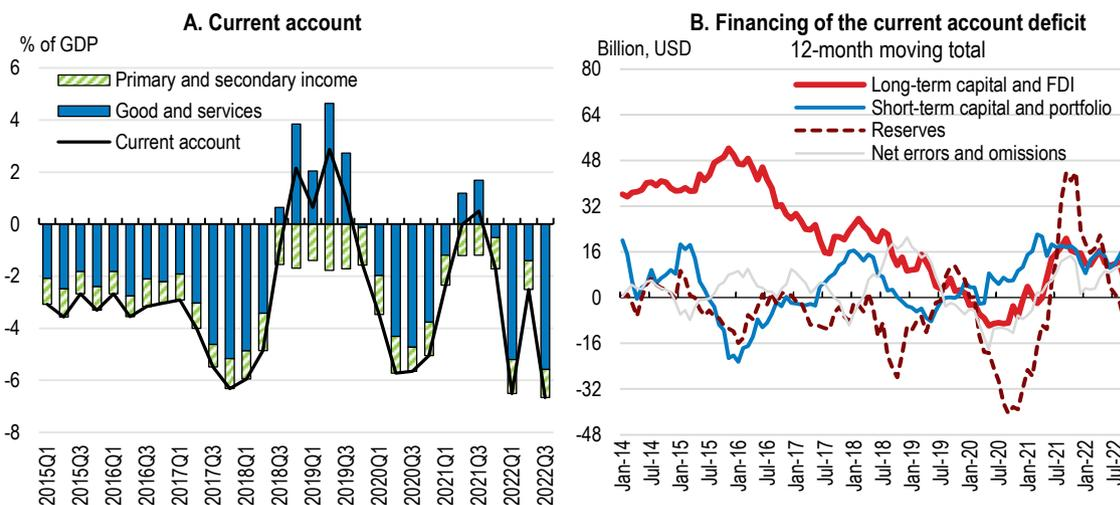 A. Current account
% of GDP
6
4
2
0
-2
-4
-6
-8
Primary and secondary income
Good and services
Current account
2015Q1
2015Q3
2016Q1
2016Q3
2017Q1
2017Q3
2018Q1
2018Q3
2019Q1
2019Q3
2020Q1
2020Q3
2021Q1
2021Q3
2022Q1
2022Q3
B. Financing of the current account deficit
Billion, USD
12-month moving total
80
64
48
32
16
0
-16
-32
-48
Long-term capital and FDI
Short-term capital and portfolio
Reserves
Net errors and omissions
Jan-14
Jul-14
Jan-15
Jul-15
Jan-16
Jul-16
Jan-17
Jul-17
Jan-18
Jul-18
Jan-19
Jul-19
Jan-20
Jul-20
Jan-21
Jul-21
Jan-22
Jul-22